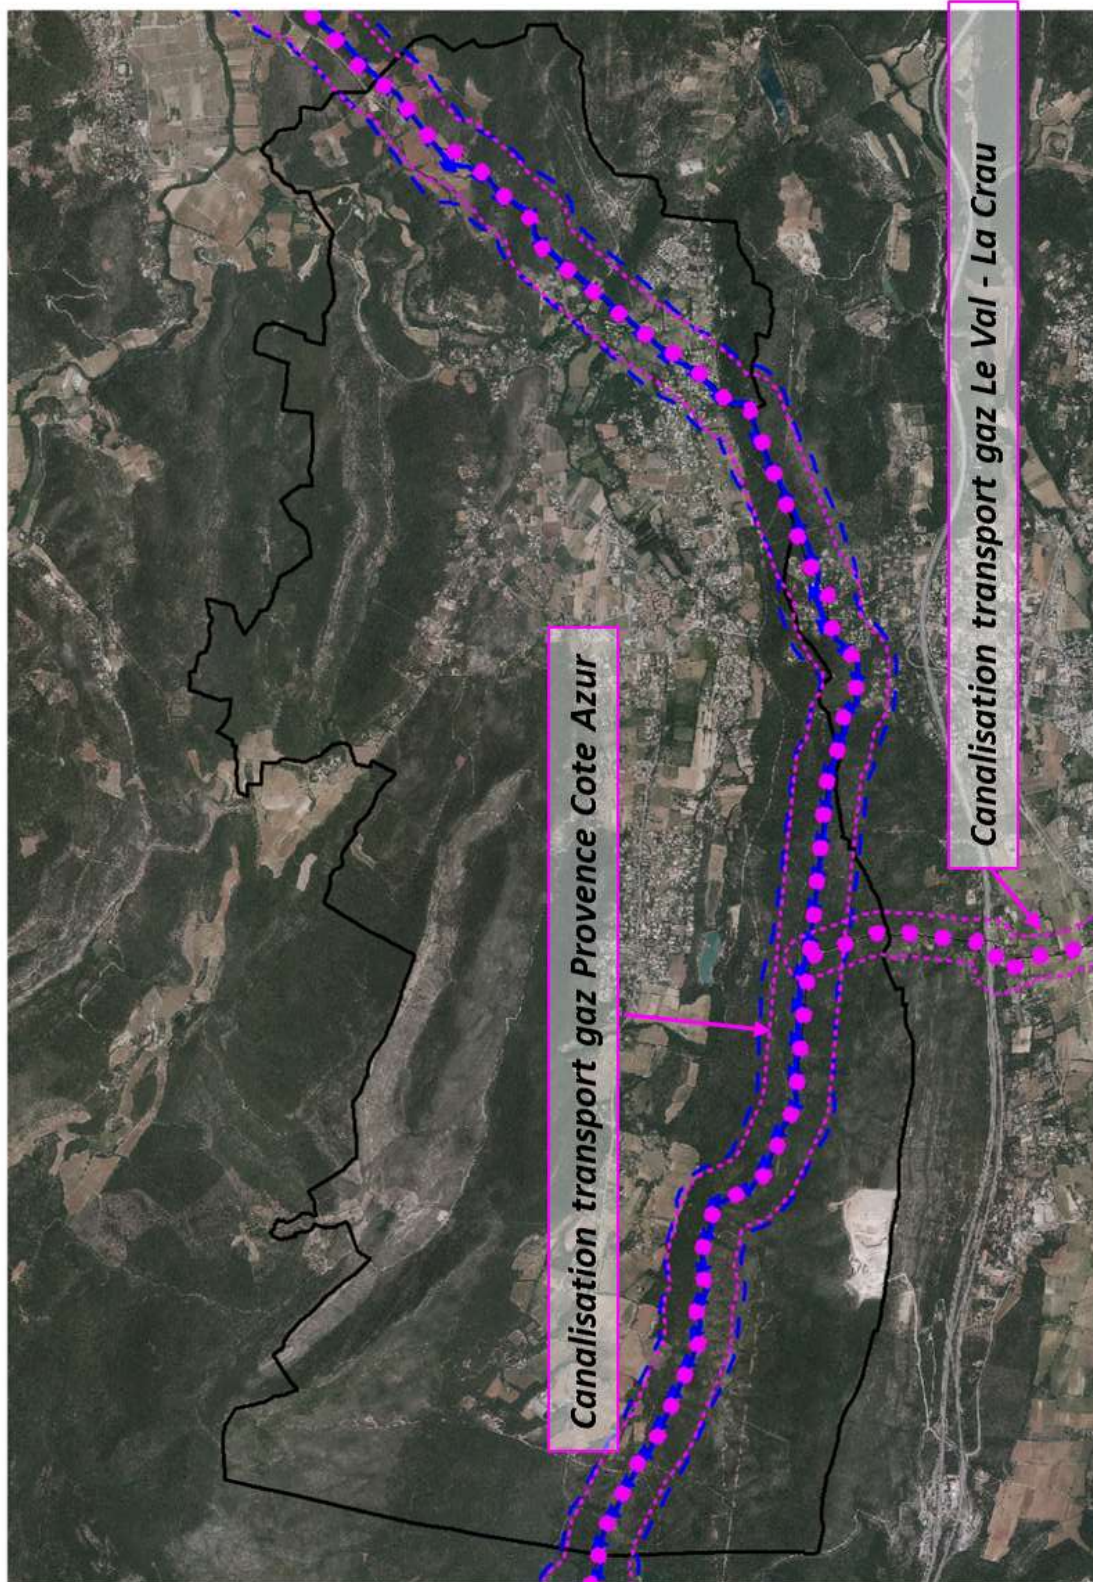 Canalisation transport gaz Provence Cote Azur
Canalisation transport gaz Le Val - La Crau